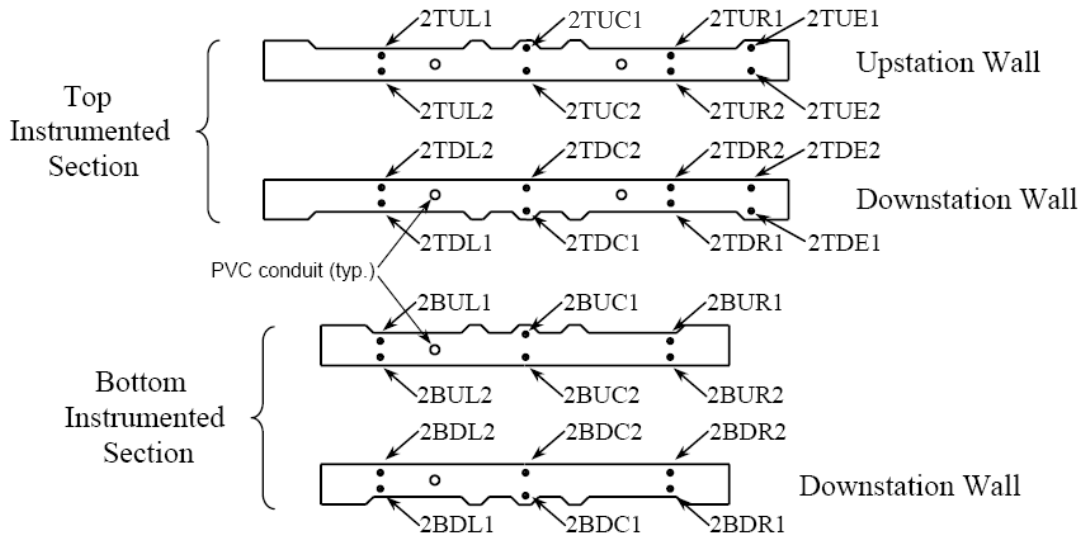 2TUL1 2TUC1 2TUR1 2TUE1
Upstation Wall
2TUL2 2TUC2 2TUR2 2TUE2
Top
Instrumented
Section
2TDL2 2TDC2 2TDR2 2TDE2
Downstation Wall
2TDL1 2TDC1 2TDR1 2TDE1
PVC conduit (typ.)
2BUL1 2BUC1 2BUR1
2BUL2 2BUC2 2BUR2
Bottom
Instrumented
Section
2BDL2 2BDC2 2BDR2
Downstation Wall
2BDL1 2BDC1 2BDR1